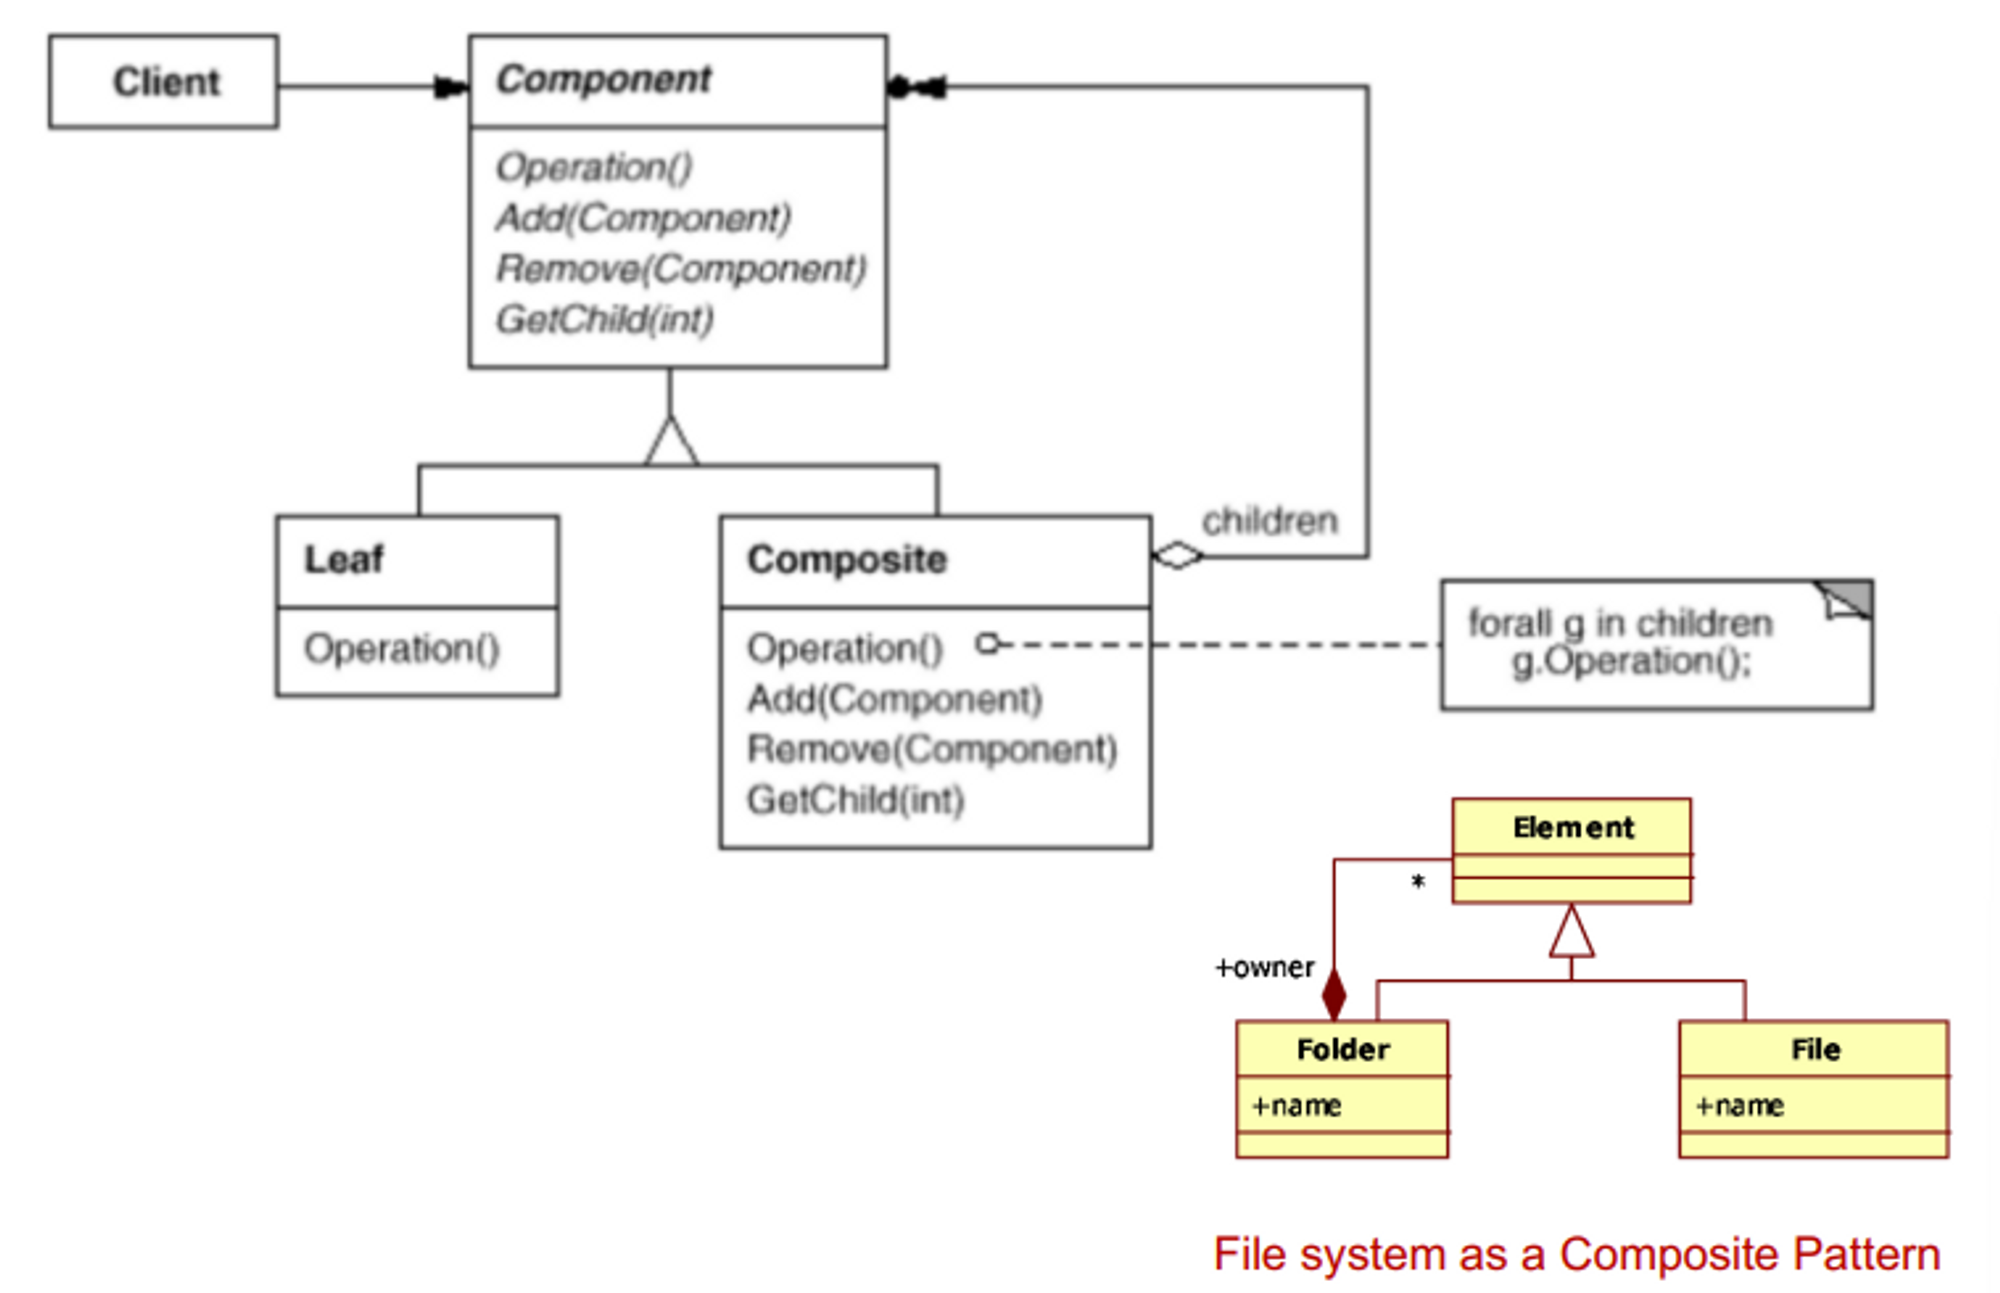 Client
Component
Operation()
Add(Component)
Remove(Component)
GetChild(int)
Leaf
Operation()
Composite
Operation()
Add(Component)
Remove(Component)
GetChild(int)
children
forall g in children
g.Operation();
Element
*
+owner
Folder
+name
File
+name
File system as a Composite Pattern